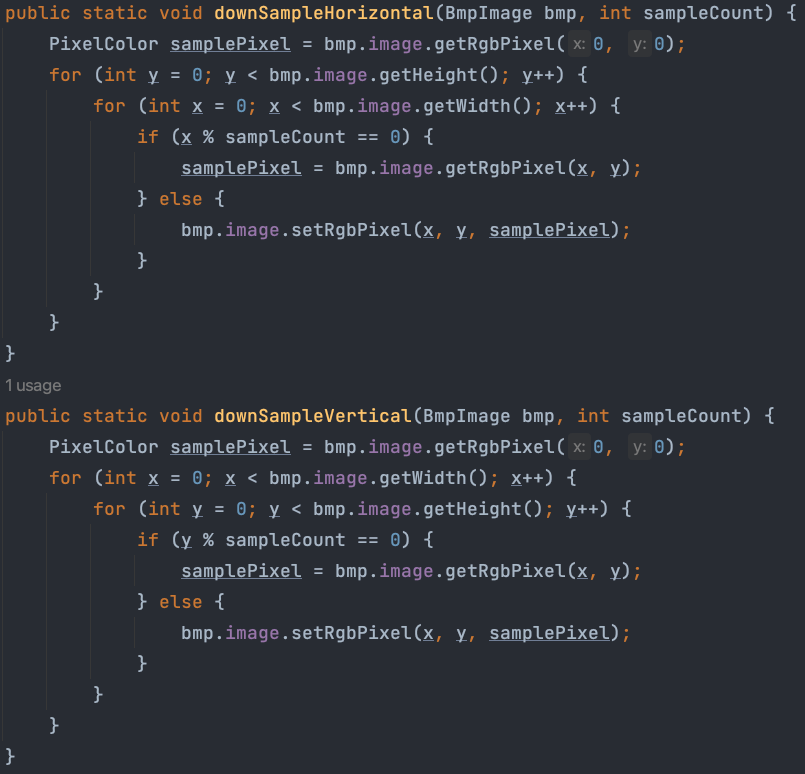 public static void downSampleHorizontal(BmpImage bmp, int sampleCount) {
    PixelColor samplePixel = bmp.image.getRgbPixel( x: 0, y: 0);
    for (int y = 0; y < bmp.image.getHeight(); y++) {
        for (int x = 0; x < bmp.image.getWidth(); x++) {
            if (x % sampleCount == 0) {
                samplePixel = bmp.image.getRgbPixel(x, y);
            } else {
                bmp.image.setRgbPixel(x, y, samplePixel);
            }
        }
    }
}
1 usage
public static void downSampleVertical(BmpImage bmp, int sampleCount) {
    PixelColor samplePixel = bmp.image.getRgbPixel( x: 0, y: 0);
    for (int x = 0; x < bmp.image.getWidth(); x++) {
        for (int y = 0; y < bmp.image.getHeight(); y++) {
            if (y % sampleCount == 0) {
                samplePixel = bmp.image.getRgbPixel(x, y);
            } else {
                bmp.image.setRgbPixel(x, y, samplePixel);
            }
        }
    }
}